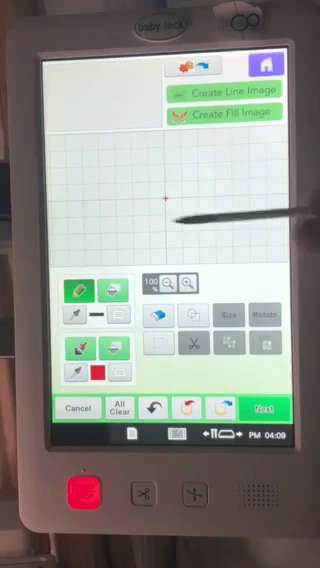 baby lock
Create Line Image
Create Fill Image
100
Size
Rotate
Cancel
All Clear
Next
PM 04:09